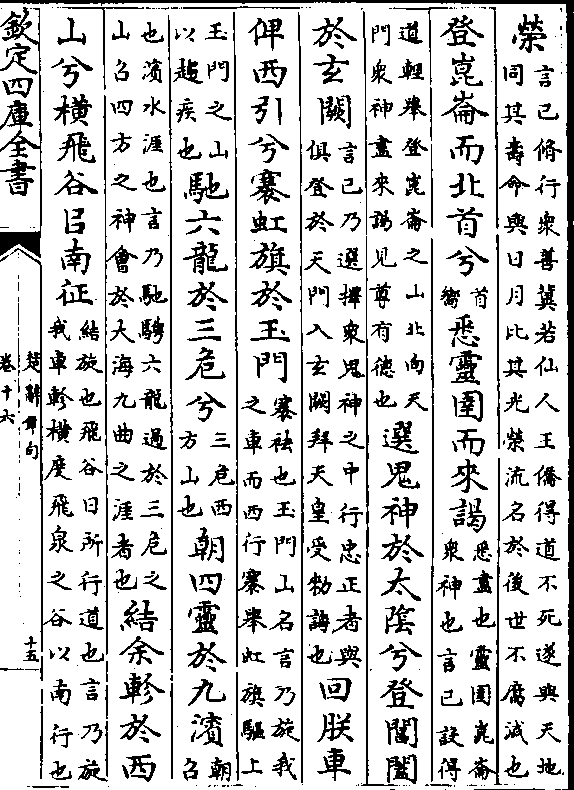 榮言己脩行衆善冀若仙人王僑得道不死遂與天地同其壽命與日月比其光榮流名於後世不腐滅也
登崑崙而北首兮首嚮悉靈圉而來謁悉盡也靈圉崑崙衆神也言己設得
道輕舉登崑崙之山北向天門衆神盡來謁見尊有德也選鬼神於太陰兮登閶闔
於玄闕言己乃選擇衆鬼神之中行忠正者與俱登於天門入玄闕拜天皇受勑誨也回朕車
俾西引兮褰虹旗於玉門褰袪也玉門山名言乃旋我之車而西行褰舉虹旗驅上
玉門之山以趨疾也馳六龍於三危兮三危西方山也朝四靈於九濱朝召
也濱水涯也言乃馳騁六龍過於三危之山召四方之神會於大海九曲之涯者也結余軫於西
山兮橫飛谷㠯南征結旋也飛谷日所行道也言乃旋我車軫橫度飛泉之谷以南行也
欽定四庫全書
楚辭章句
卷十六
十五